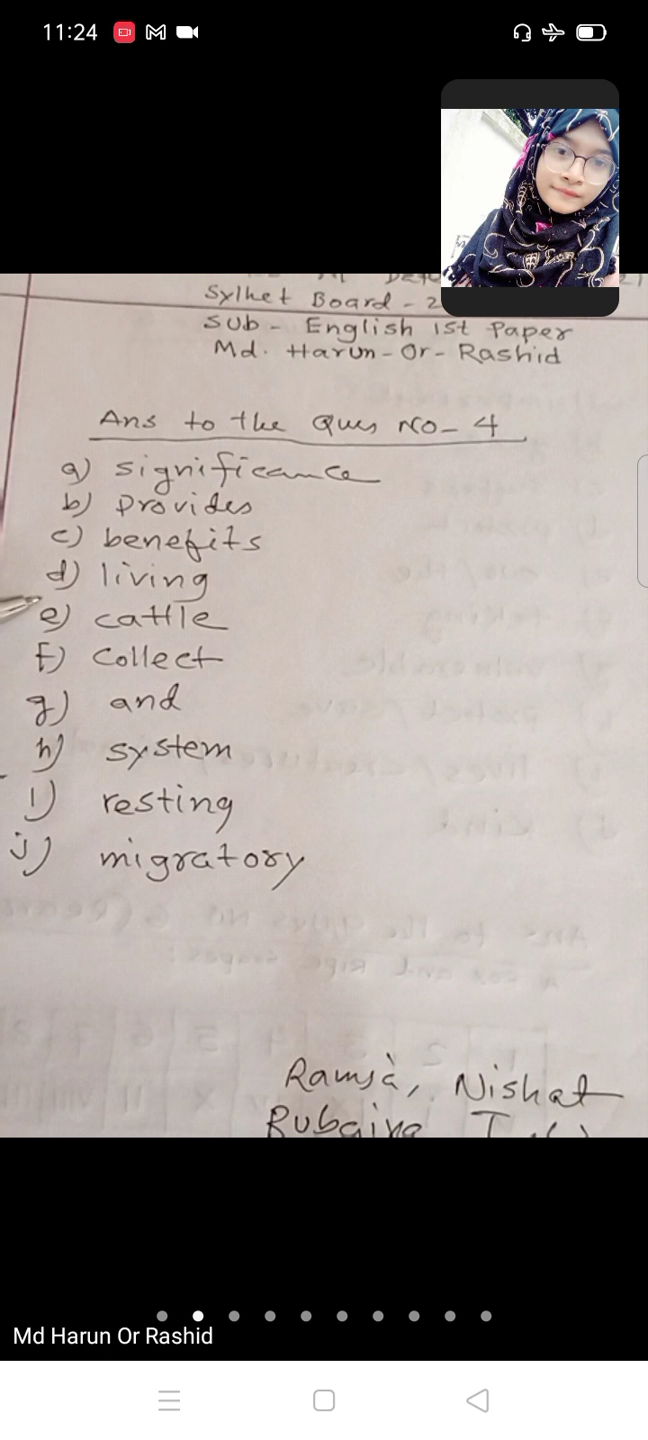 11:24
Sylhet Board - 2
Sub - English 1st Paper
Md. Harun-Or-Rashid
Ans to the Ques No- 4
a) significance
b) Provides
c) benefits
d) living
e) cattle
f) Collect
g) and
h) system
i) resting
j) migratory
Nishat
Rubaiya
Md Harun Or Rashid